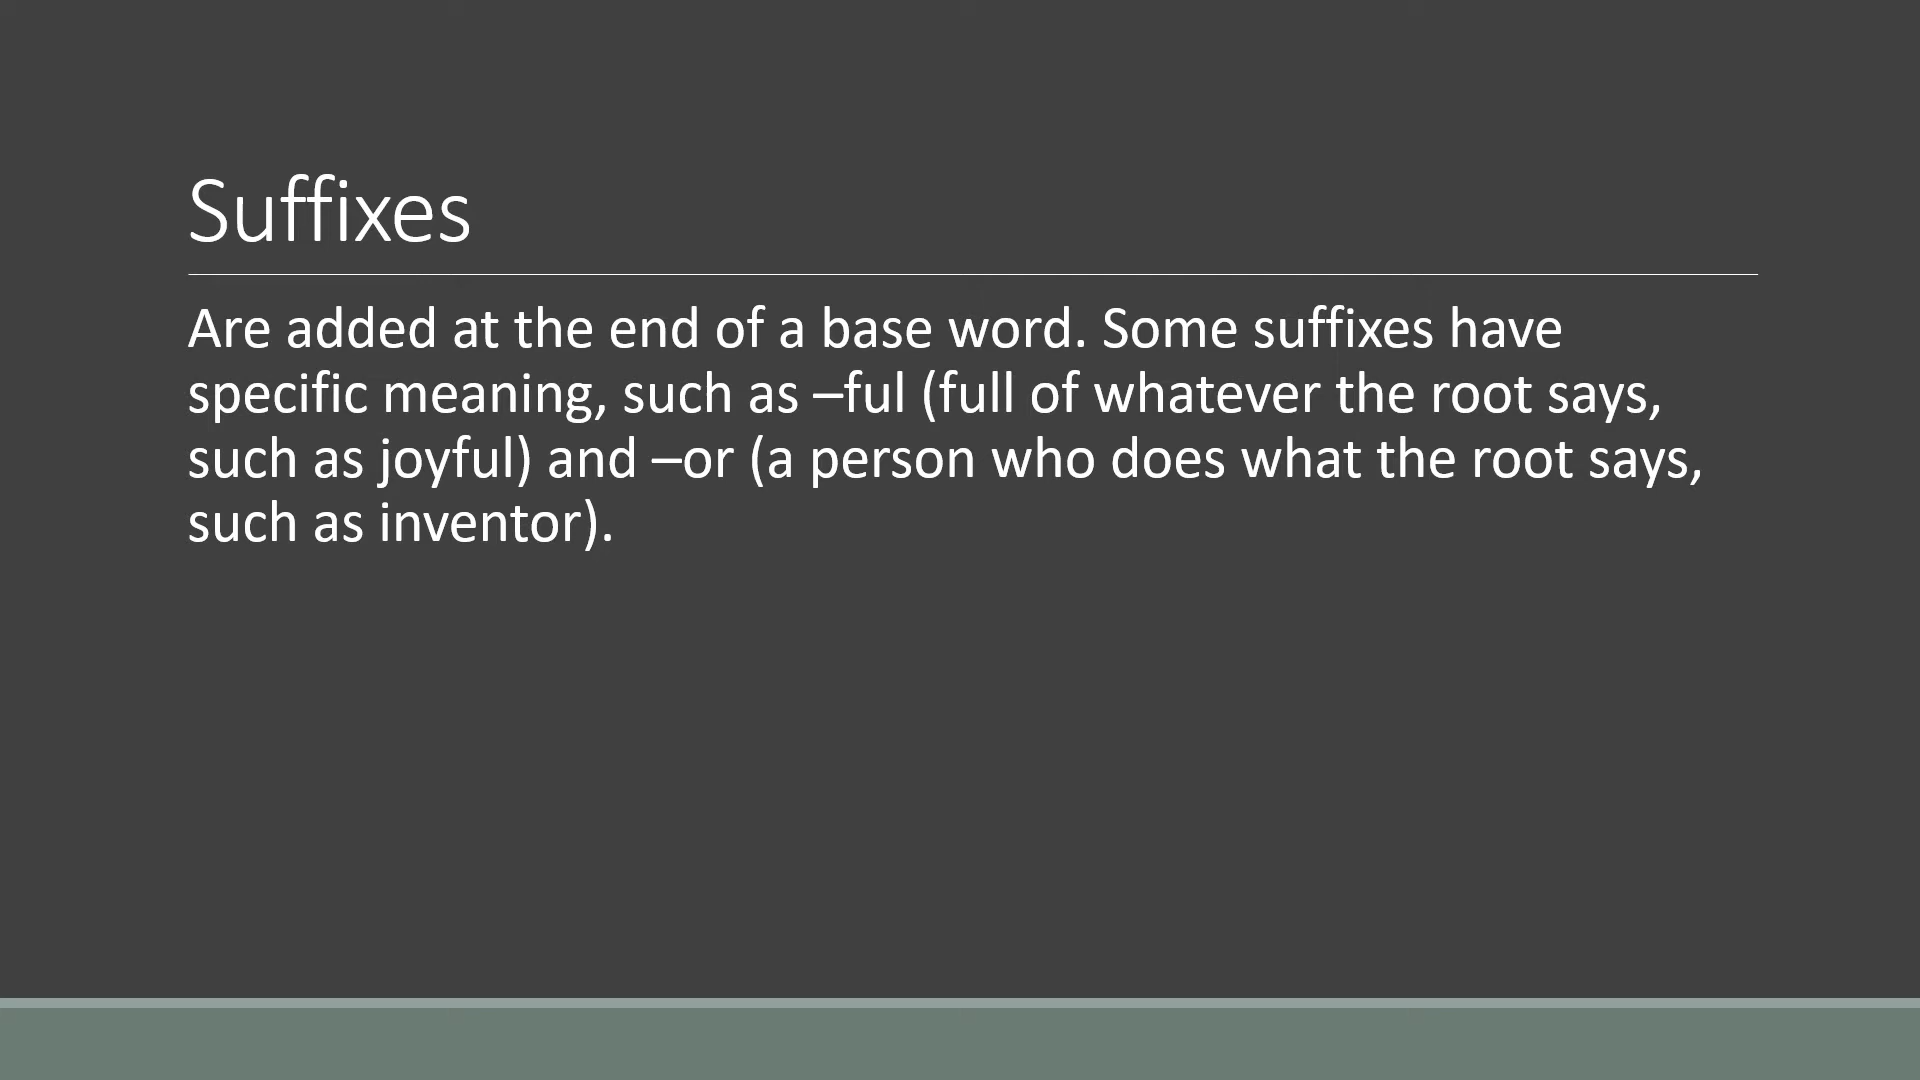 Suffixes
Are added at the end of a base word. Some suffixes have
specific meaning, such as –ful (full of whatever the root says,
such as joyful) and –or (a person who does what the root says,
such as inventor).